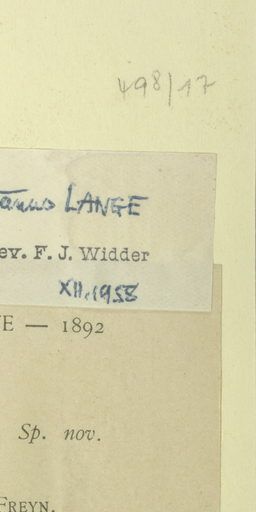 498/17
LANGE
ev. F. J. Widder
XII.1958
E — 1892
Sp. nov.
FREYN.